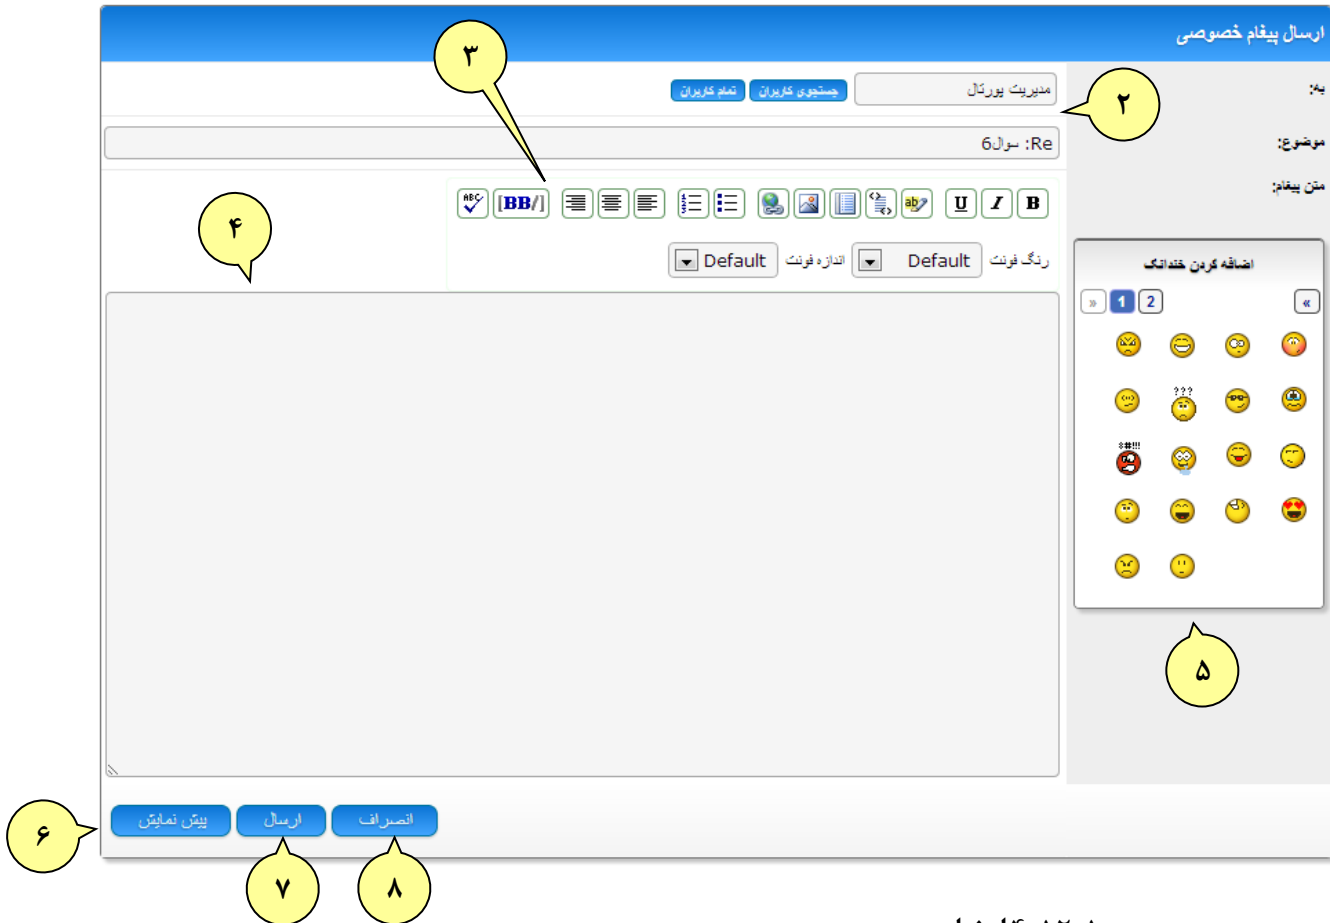 ارسال پیغام خصوصی
۳
به:
۲
مدیریت پورتال
جستجوی کاربران
تمام کاربران
موضوع:
Re: سوال6
متن پیغام:
B I U ab ABC [BB/]
۴
رنگ فونت Default اندازه فونت Default
اضافه کردن خندانک
« 1 2 »
???
*#!!!
۵
انصراف ارسال پیش نمایش
۶
۷
۸